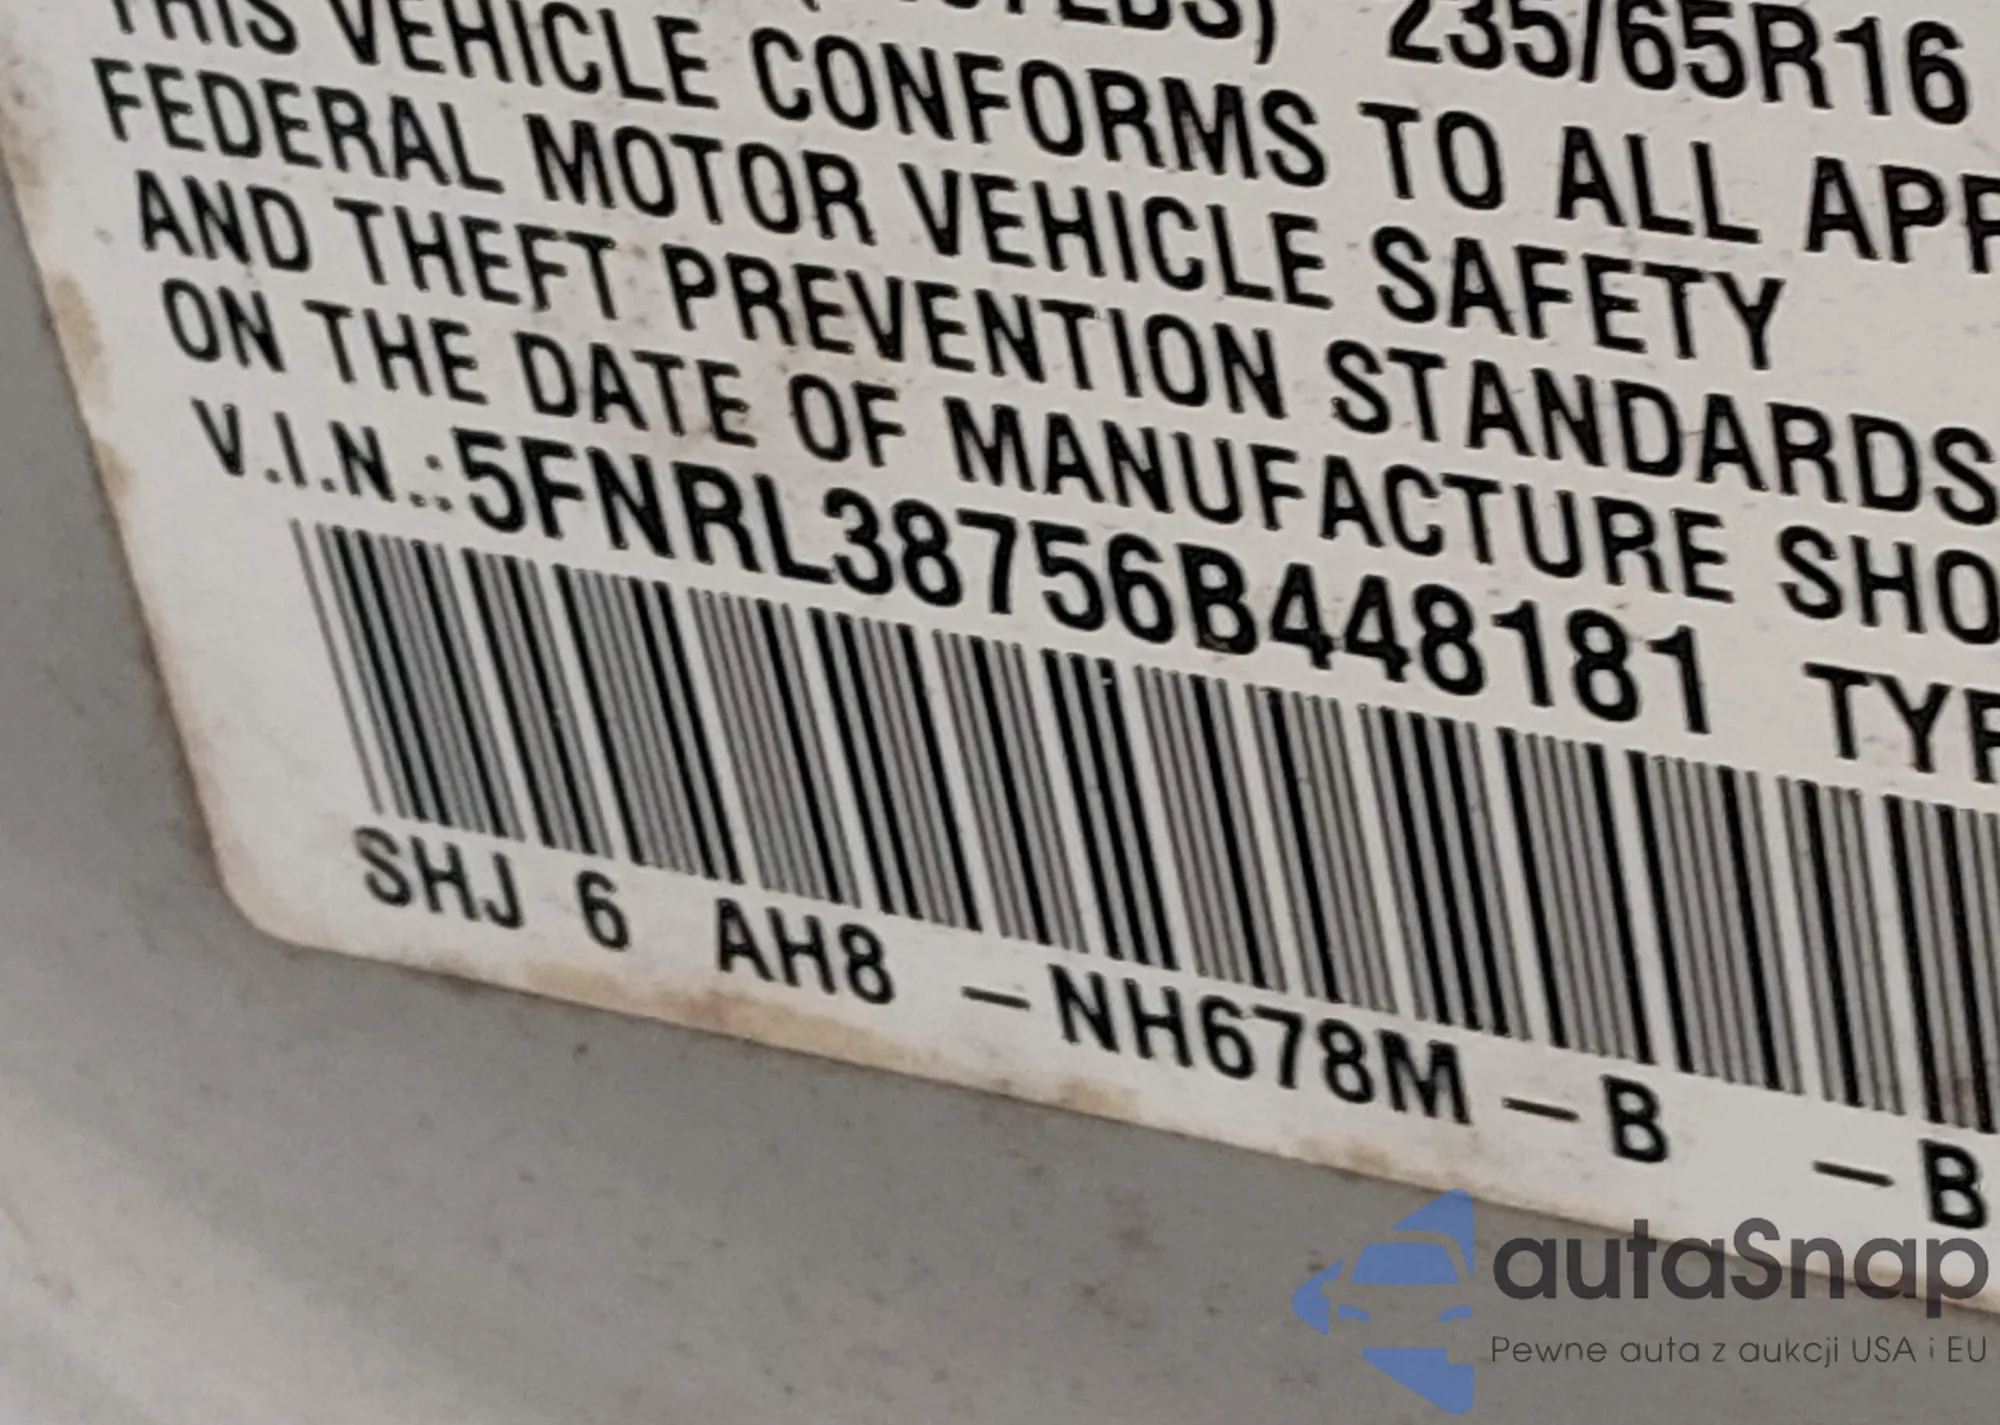 235/65R16
THIS VEHICLE CONFORMS TO ALL APP
FEDERAL MOTOR VEHICLE SAFETY
AND THEFT PREVENTION STANDARDS
ON THE DATE OF MANUFACTURE SHO
V.I.N.:5FNRL38756B448181 TYP
SHJ 6 AH8 – NH678M – B – B
autaSnap
Pewne auta z aukcji USA i EU